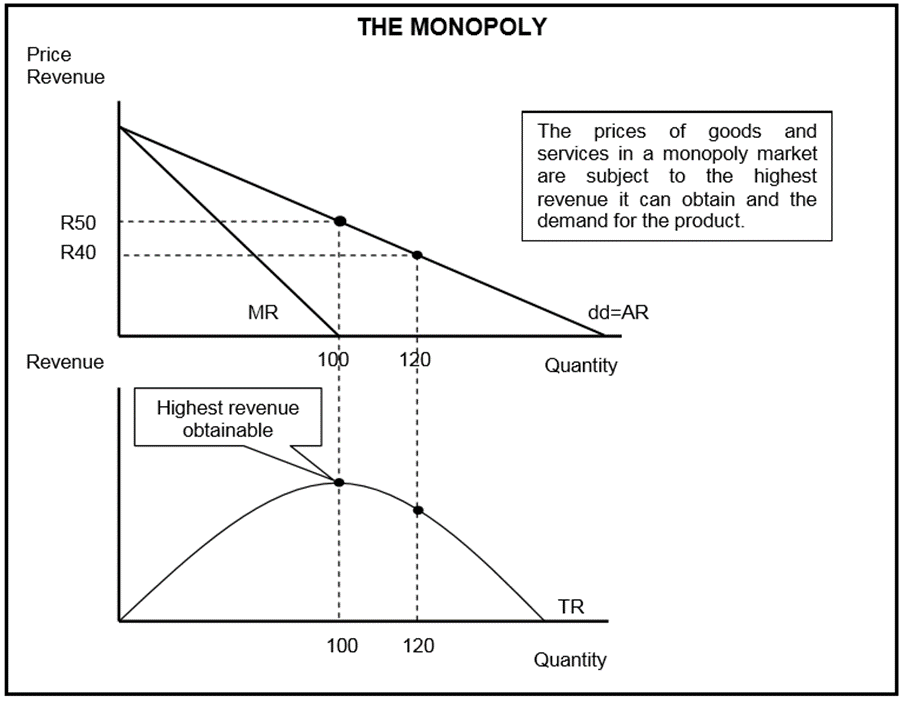 THE MONOPOLY
Price
Revenue
The prices of goods and
services in a monopoly market
are subject to the highest
revenue it can obtain and the
demand for the product.
R50
R40
MR
dd=AR
Revenue
100
120
Quantity
Highest revenue
obtainable
TR
100
120
Quantity